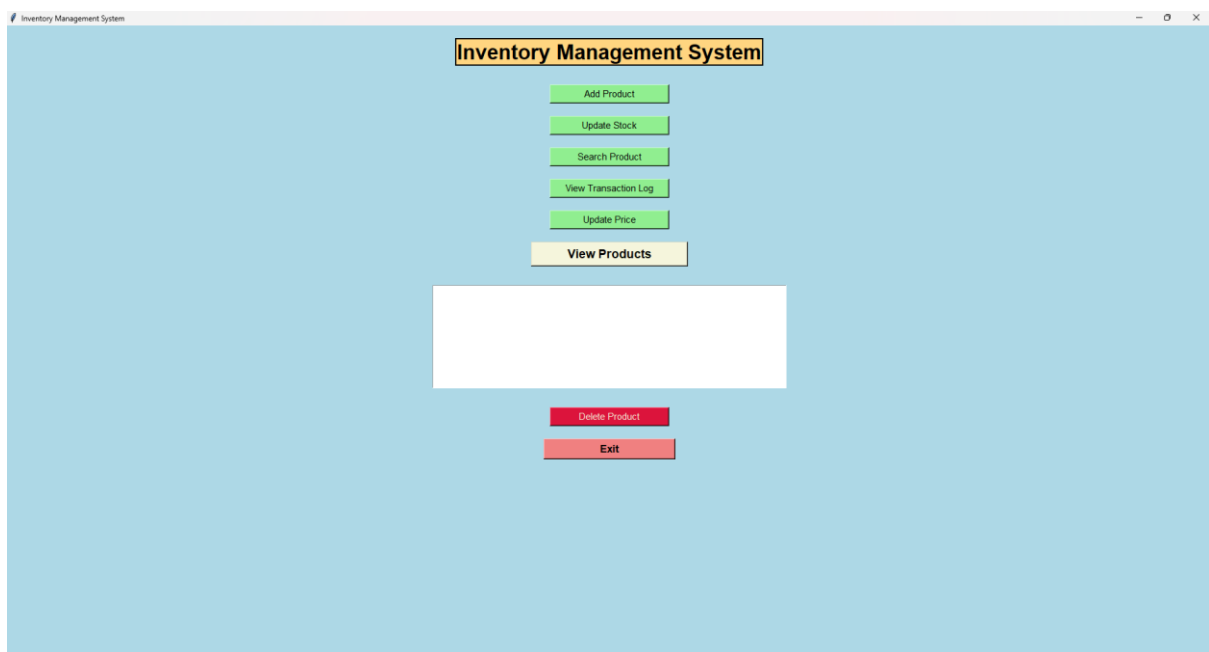 Inventory Management System
Inventory Management System
Add Product
Update Stock
Search Product
View Transaction Log
Update Price
View Products
Delete Product
Exit